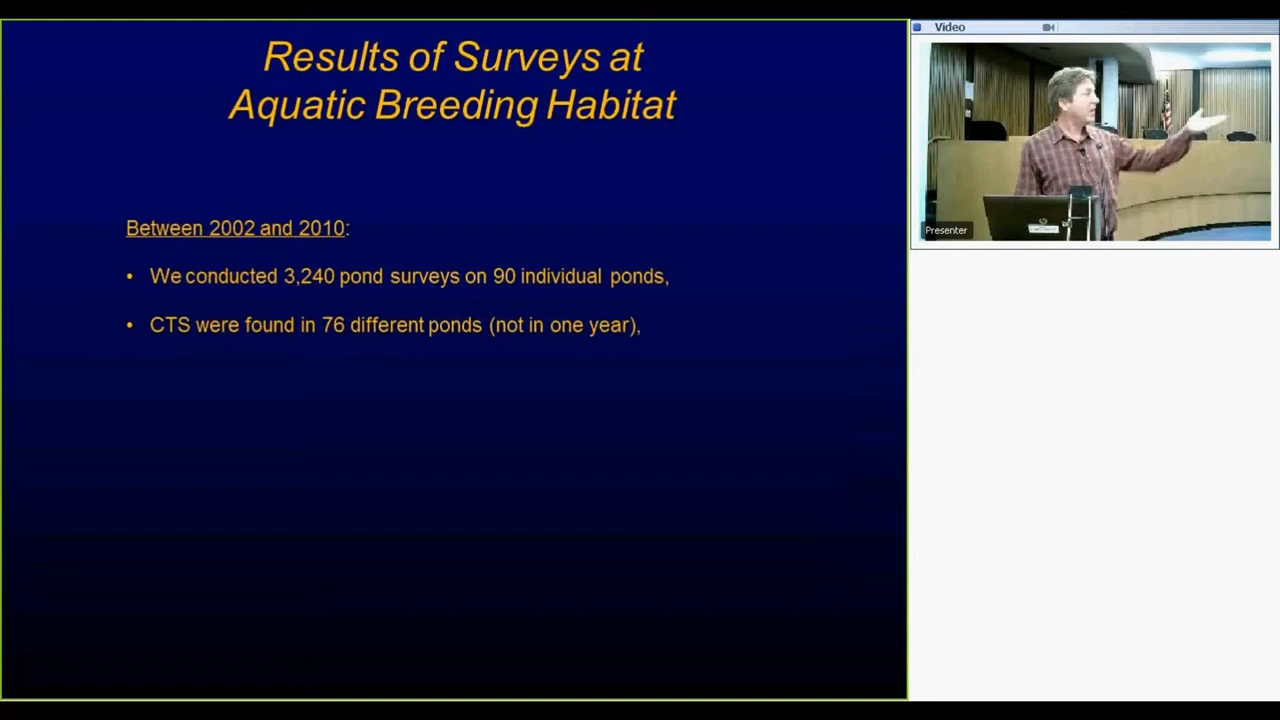 Results of Surveys at
Aquatic Breeding Habitat
Between 2002 and 2010:
• We conducted 3,240 pond surveys on 90 individual ponds,
• CTS were found in 76 different ponds (not in one year),
Video
Presenter